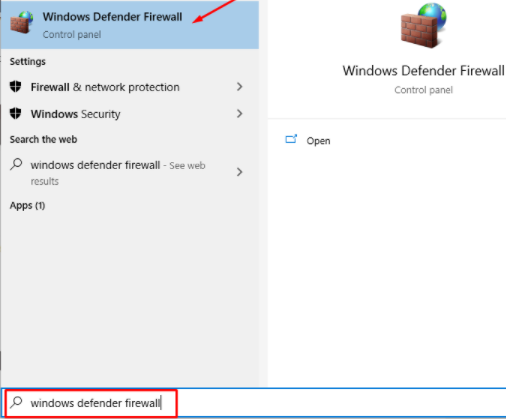 Windows Defender Firewall
Control panel
Settings
Firewall & network protection
Windows Security
Search the web
windows defender firewall - See web
results
Apps (1)
Windows Defender Firewall
Control panel
Open
windows defender firewall